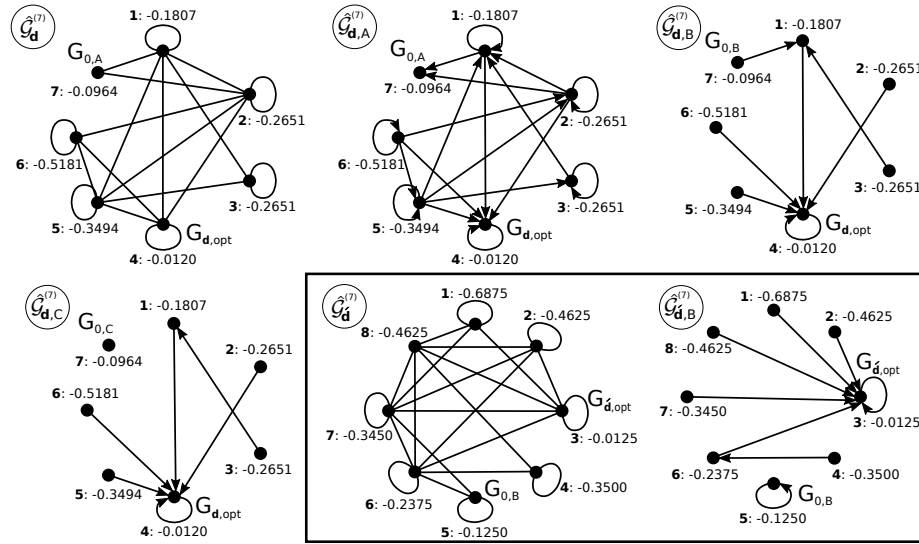 𝒢̂_d^(7)
1: -0.1807
G_0,A
7: -0.0964
2: -0.2651
6: -0.5181
3: -0.2651
5: -0.3494
G_d,opt
4: -0.0120
𝒢̂_d,A^(7)
1: -0.1807
G_0,A
7: -0.0964
2: -0.2651
6: -0.5181
3: -0.2651
5: -0.3494
G_d,opt
4: -0.0120
𝒢̂_d,B^(7)
1: -0.1807
G_0,B
7: -0.0964
2: -0.2651
6: -0.5181
3: -0.2651
5: -0.3494
G_d,opt
4: -0.0120
𝒢̂_d,C^(7)
1: -0.1807
G_0,C
7: -0.0964
2: -0.2651
6: -0.5181
3: -0.2651
5: -0.3494
G_d,opt
4: -0.0120
𝒢̂_d́^(7)
1: -0.6875
8: -0.4625
2: -0.4625
G_d́,opt
7: -0.3450
3: -0.0125
6: -0.2375
G_0,B
4: -0.3500
5: -0.1250
𝒢̂_d́,B^(7)
1: -0.6875
2: -0.4625
8: -0.4625
G_d́,opt
7: -0.3450
3: -0.0125
6: -0.2375
4: -0.3500
G_0,B
5: -0.1250